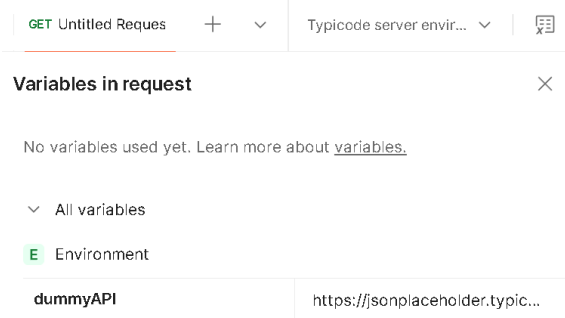 GET Untitled Reques Typicode server envir...
Variables in request
No variables used yet. Learn more about variables.
All variables
E Environment
dummyAPI https://jsonplaceholder.typic...